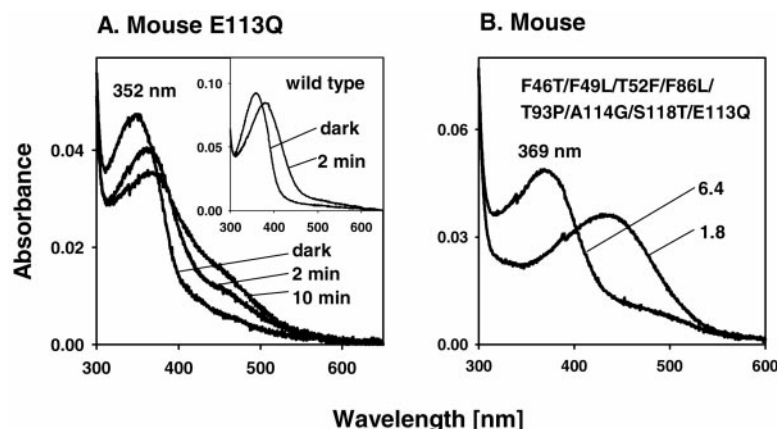 A. Mouse E113Q
B. Mouse
352 nm
wild type
dark
2 min
0.10
0.05
0.00
300 400 500 600
dark
2 min
10 min
0.04
0.02
0.00
300 400 500 600
F46T/F49L/T52F/F86L/
T93P/A114G/S118T/E113Q
369 nm
6.4
1.8
0.06
0.03
0.00
300 400 500 600
Absorbance
Wavelength [nm]